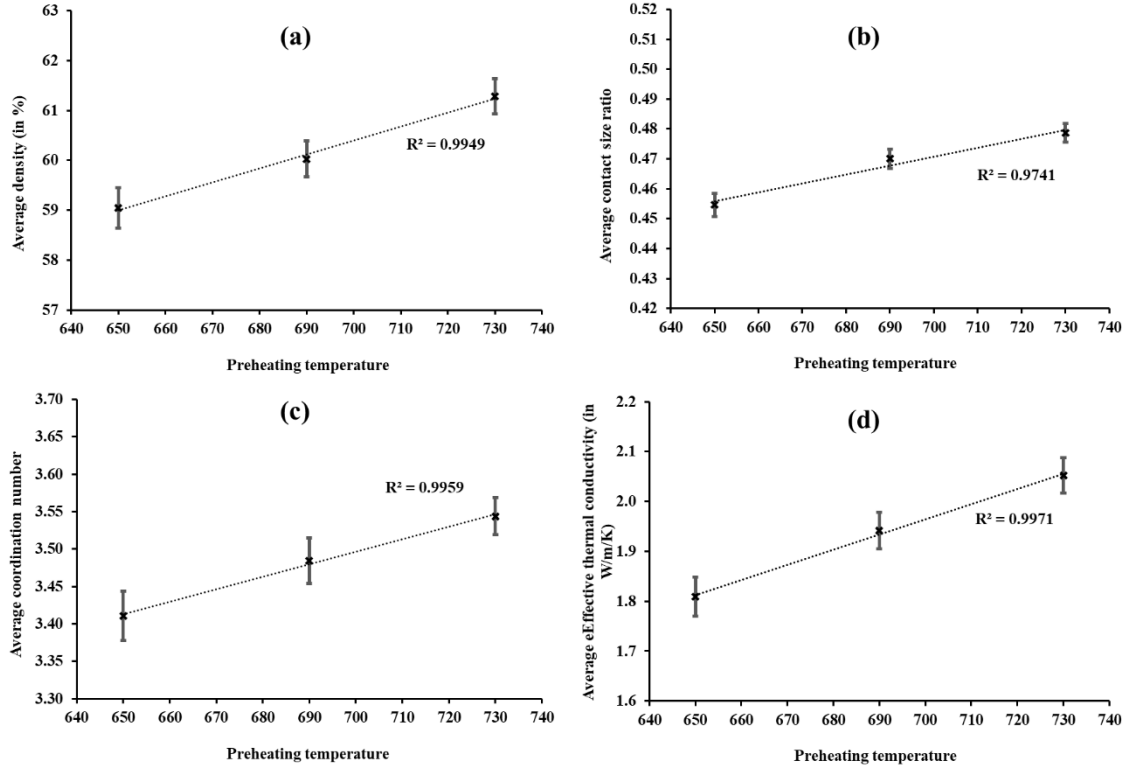 (a)
Average density (in %)
63
62
61
60
59
58
57
R² = 0.9949
640 650 660 670 680 690 700 710 720 730 740
Preheating temperature
(b)
Average contact size ratio
0.52
0.51
0.50
0.49
0.48
0.47
0.46
0.45
0.44
0.43
0.42
R² = 0.9741
640 650 660 670 680 690 700 710 720 730 740
Preheating temperature
(c)
Average coordination number
3.70
3.65
3.60
3.55
3.50
3.45
3.40
3.35
3.30
R² = 0.9959
640 650 660 670 680 690 700 710 720 730 740
Preheating temperature
(d)
Average eEffective thermal conductivity (in
W/m/K)
2.2
2.1
2.0
1.9
1.8
1.7
1.6
R² = 0.9971
640 650 660 670 680 690 700 710 720 730 740
Preheating temperature